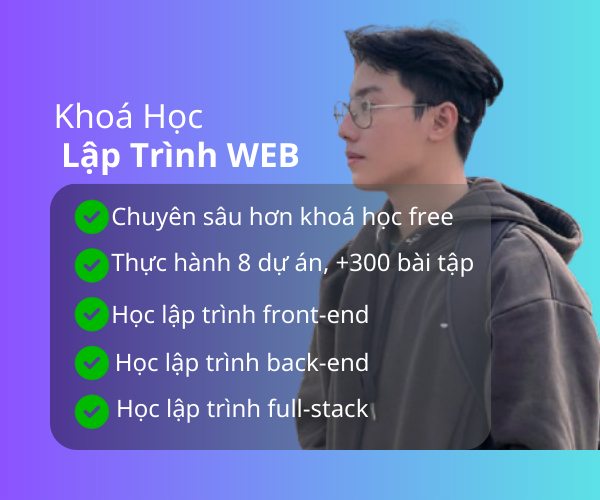 Khoá Học
Lập Trình WEB
Chuyên sâu hơn khoá học free
Thực hành 8 dự án, +300 bài tập
Học lập trình front-end
Học lập trình back-end
Học lập trình full-stack